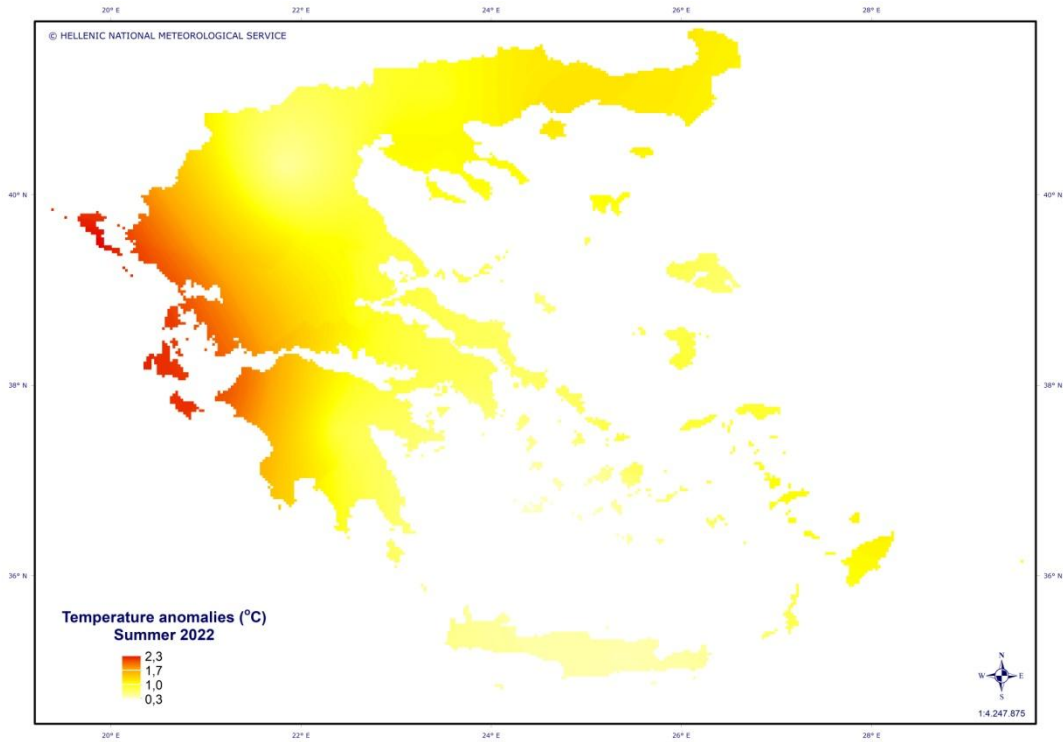 20° E 22° E 24° E 26° E 28° E
© HELLENIC NATIONAL METEOROLOGICAL SERVICE
40° N 40° N
38° N 38° N
36° N 36° N
Temperature anomalies (°C)
Summer 2022
2,3
1,7
1,0
0,3
N
W E
S
1:4.247.875
20° E 22° E 24° E 26° E 28° E